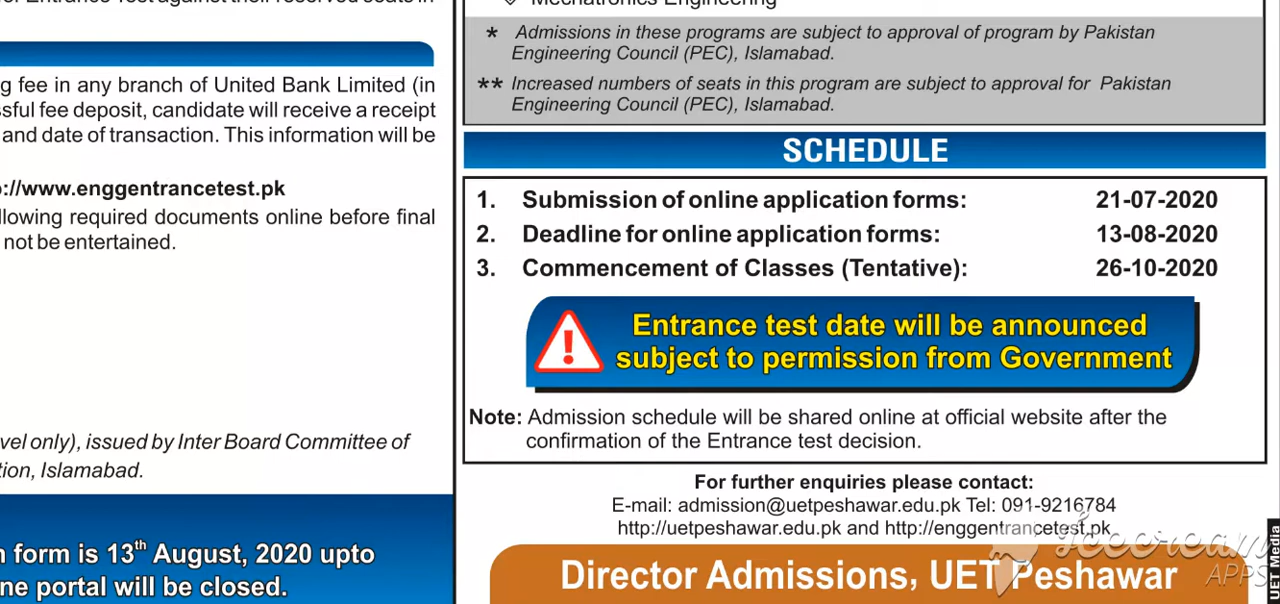 Mechatronics Engineering
* Admissions in these programs are subject to approval of program by Pakistan
Engineering Council (PEC), Islamabad.
** Increased numbers of seats in this program are subject to approval for Pakistan
Engineering Council (PEC), Islamabad.
g fee in any branch of United Bank Limited (in
sful fee deposit, candidate will receive a receipt
and date of transaction. This information will be
://www.enggentrancetest.pk
llowing required documents online before final
not be entertained.
vel only), issued by Inter Board Committee of
tion, Islamabad.
form is 13th August, 2020 upto
ne portal will be closed.
SCHEDULE
1. Submission of online application forms: 21-07-2020
2. Deadline for online application forms: 13-08-2020
3. Commencement of Classes (Tentative): 26-10-2020
Entrance test date will be announced
subject to permission from Government
Note: Admission schedule will be shared online at official website after the
confirmation of the Entrance test decision.
For further enquiries please contact:
E-mail: admission@uetpeshawar.edu.pk Tel: 091-9216784
http://uetpeshawar.edu.pk and http://enggentrancetest.pk
Director Admissions, UET Peshawar
UET Media
Icecream
APPS